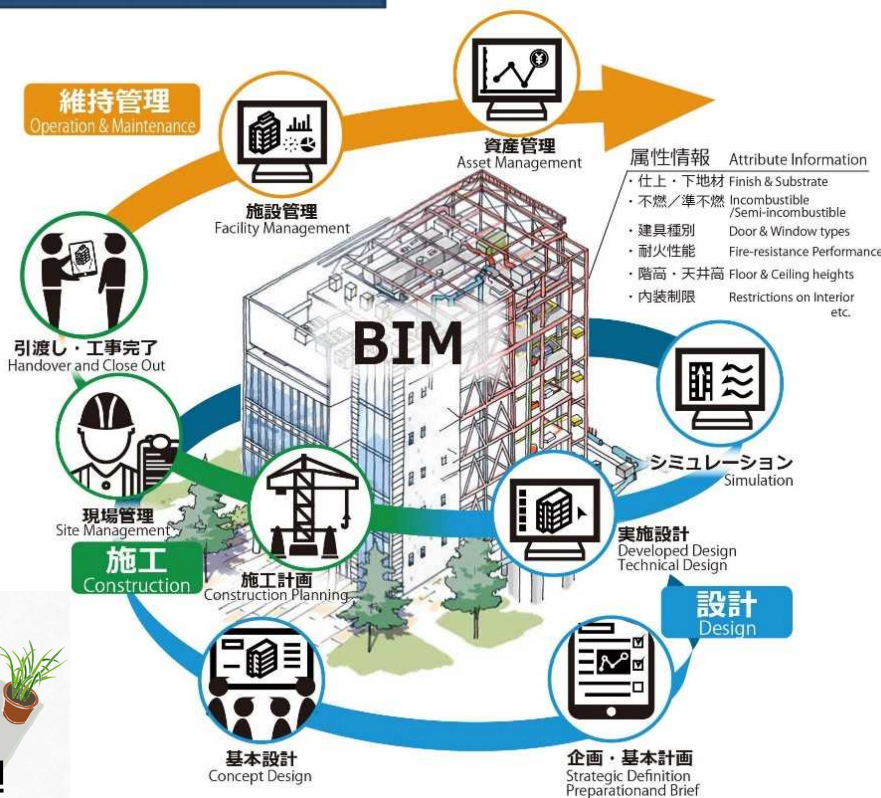 維持管理
Operation & Maintenance
資産管理
Asset Management
施設管理
Facility Management
属性情報 Attribute Information
・仕上・下地材 Finish & Substrate
・不燃／準不燃 Incombustible
/Semi-incombustible
・建具種別 Door & Window types
・耐火性能 Fire-resistance Performance
・階高・天井高 Floor & Ceiling heights
・内装制限 Restrictions on Interior
etc.
BIM
引渡し・工事完了
Handover and Close Out
シミュレーション
Simulation
現場管理
Site Management
実施設計
Developed Design
Technical Design
施工
Construction
施工計画
Construction Planning
設計
Design
基本設計
Concept Design
企画・基本計画
Strategic Definition
Preparationand Brief